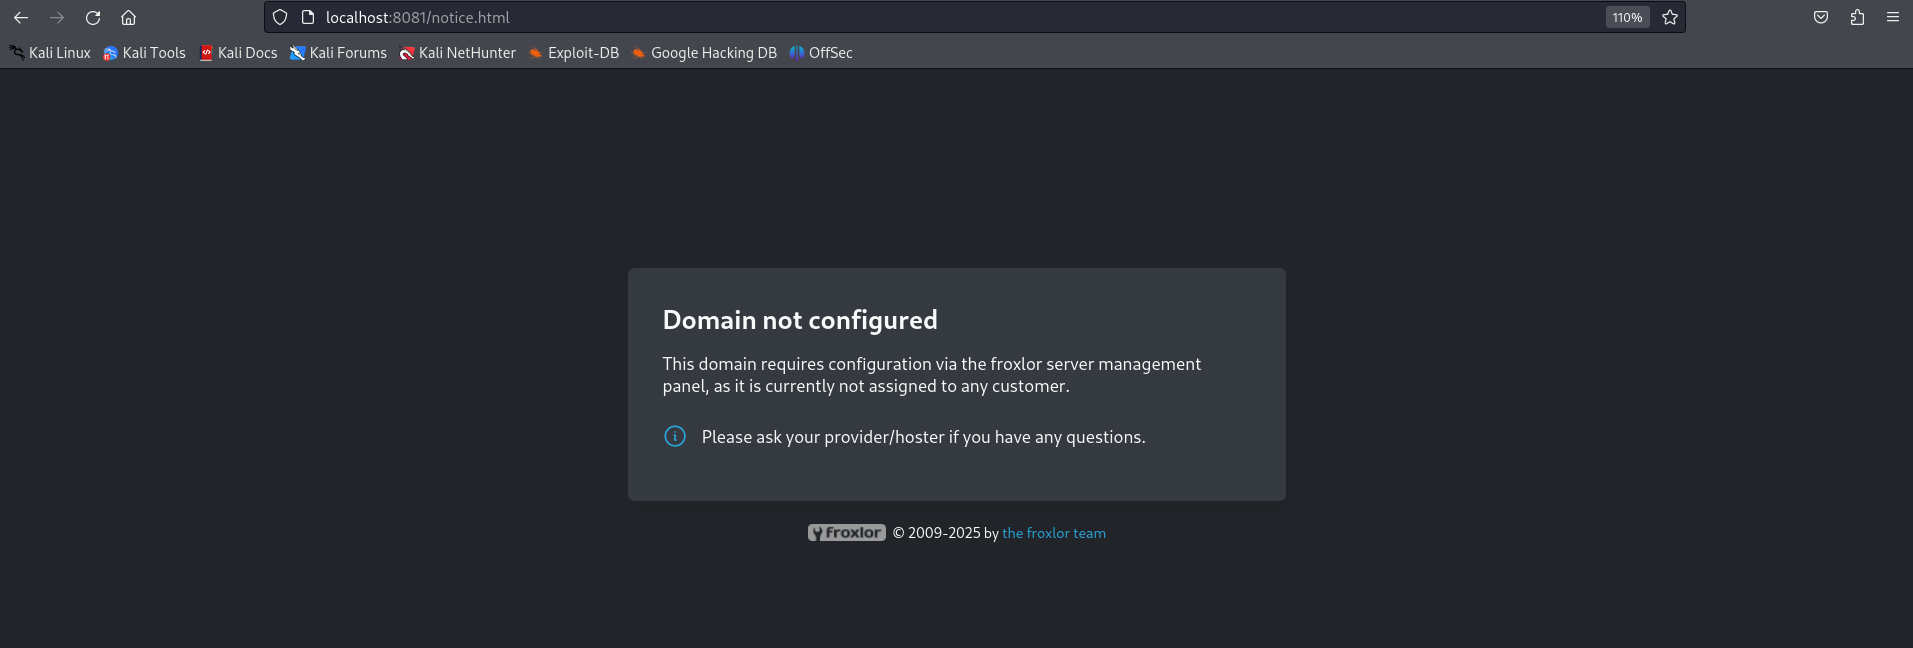 localhost:8081/notice.html
110%
Kali Linux Kali Tools Kali Docs Kali Forums Kali NetHunter Exploit-DB Google Hacking DB OffSec
Domain not configured
This domain requires configuration via the froxlor server management
panel, as it is currently not assigned to any customer.
Please ask your provider/hoster if you have any questions.
froxlor © 2009-2025 by the froxlor team